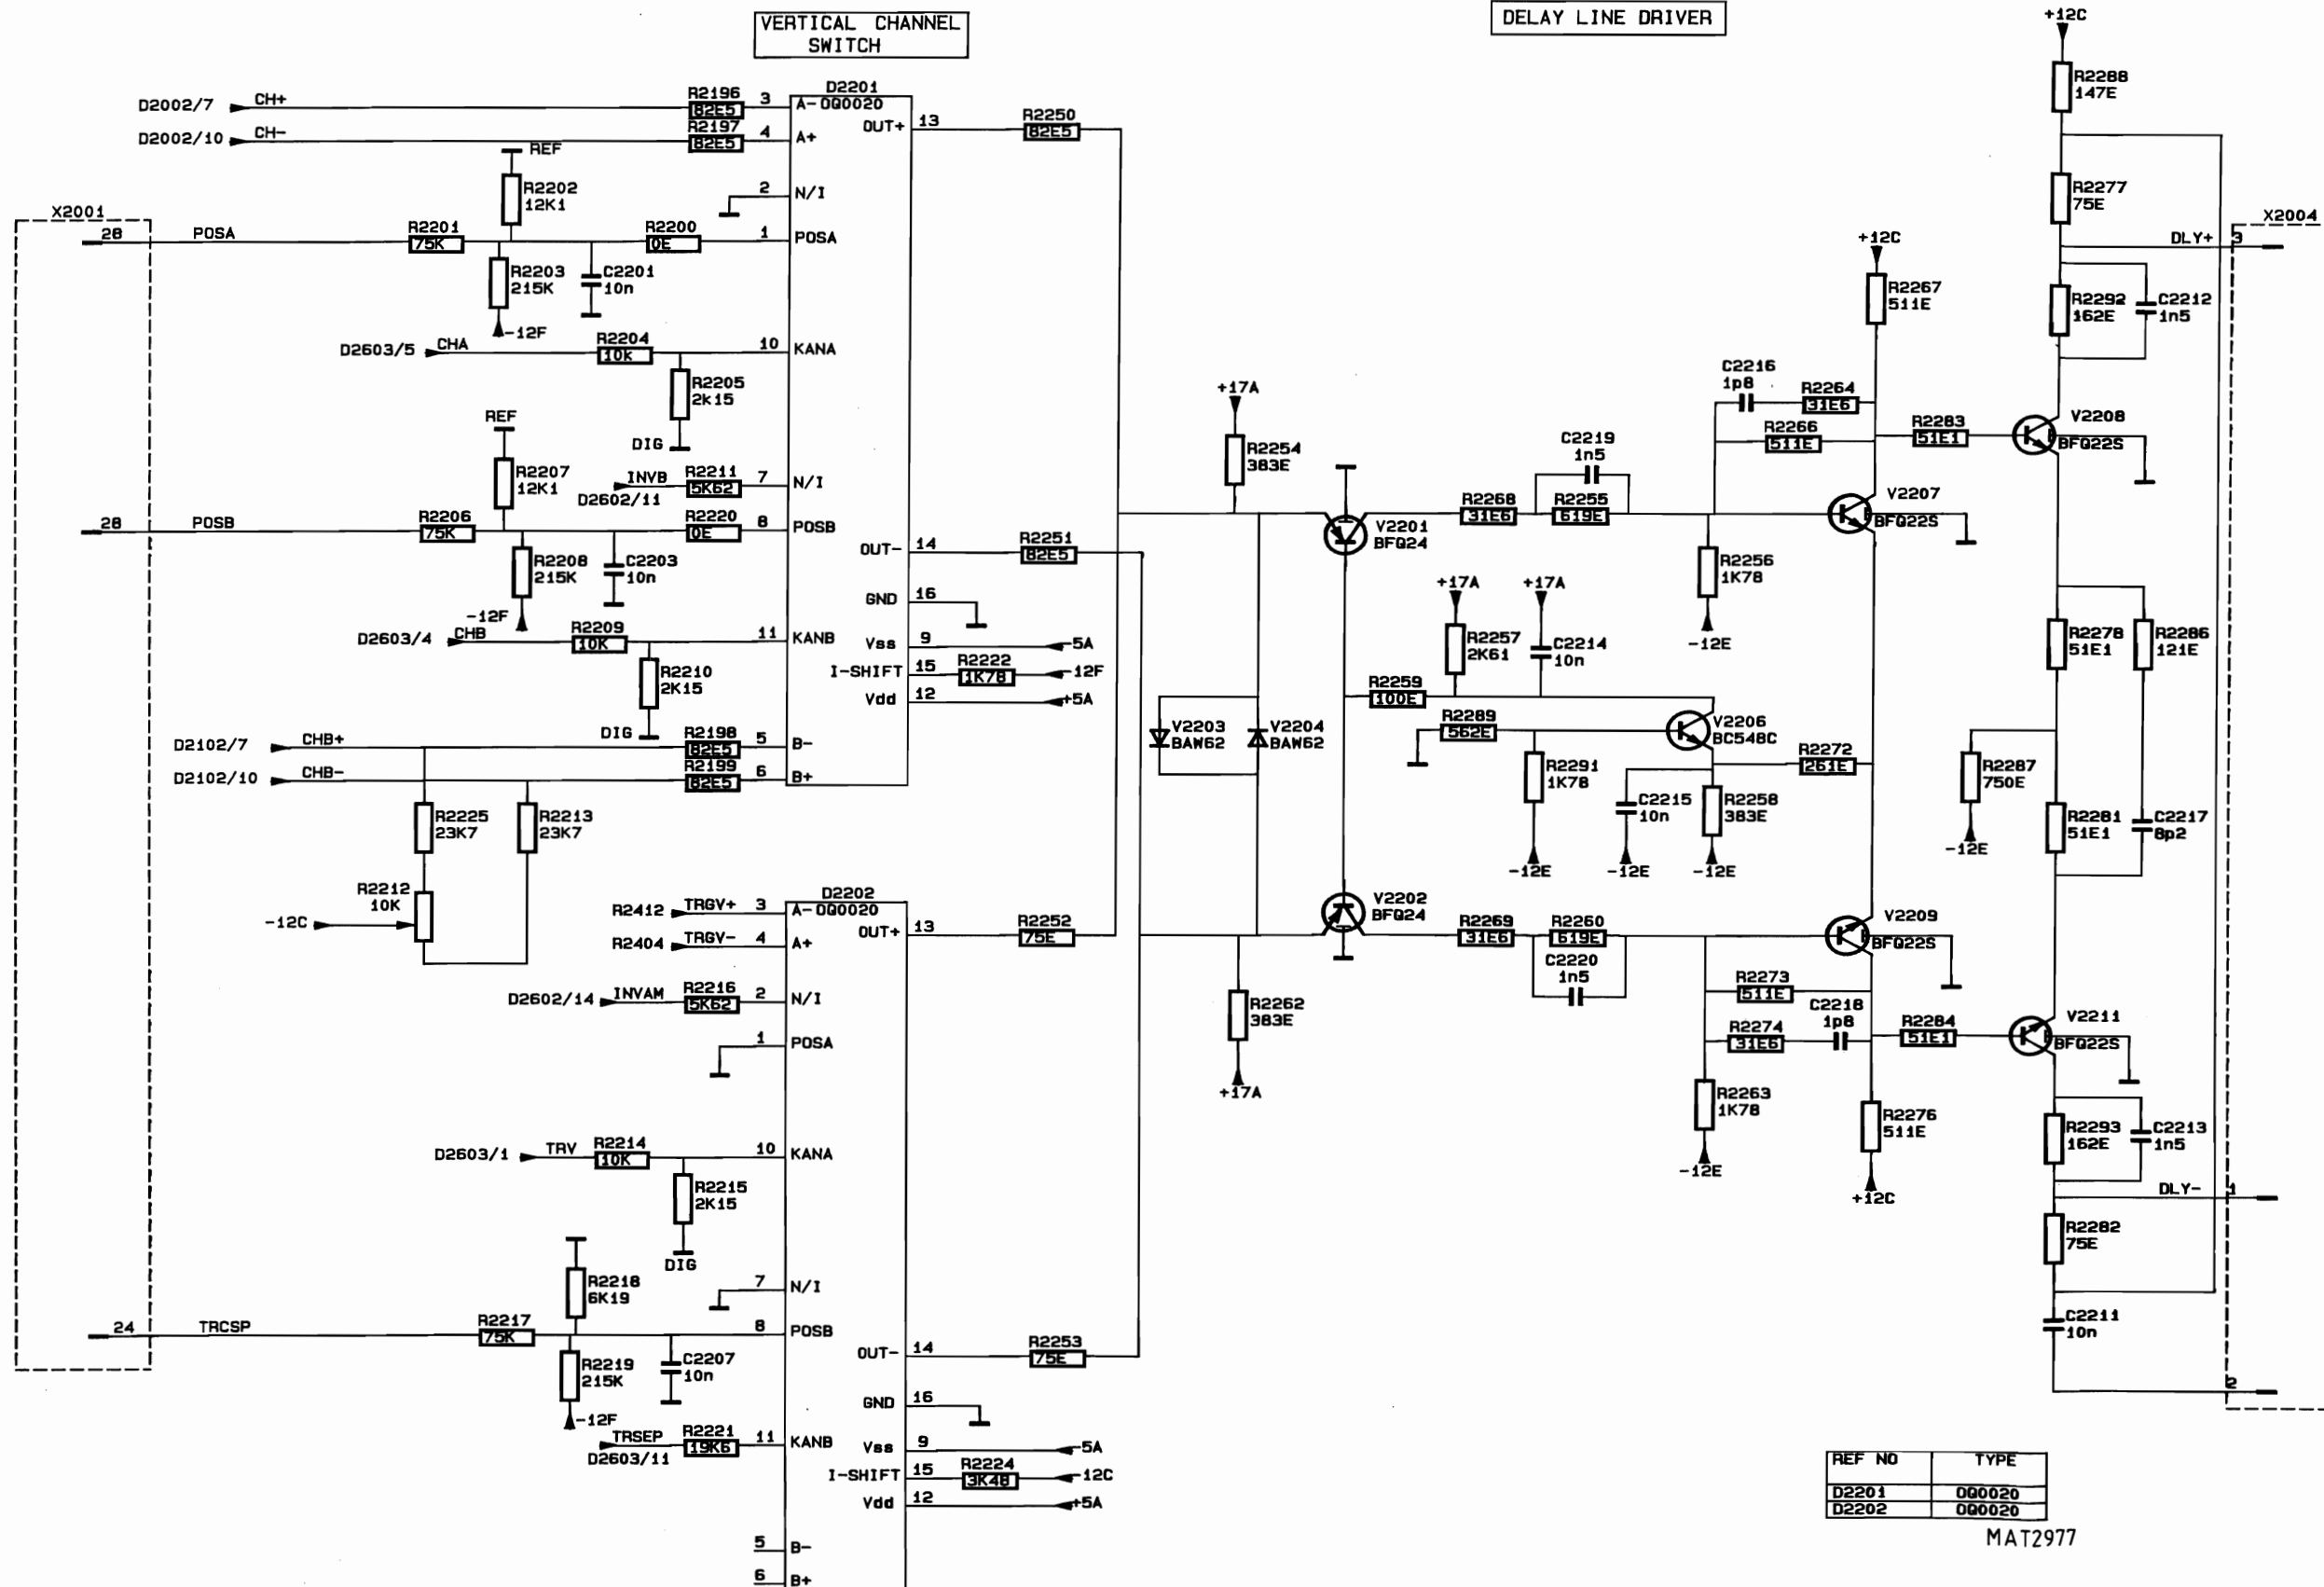 VERTICAL CHANNEL
SWITCH
DELAY LINE DRIVER
D2002/7
CH+
R2196
82E5
3
D2201
A-
OQ0020
D2002/10
CH-
R2197
82E5
4
A+
OUT+
13
R2250
82E5
REF
R2202
12K1
2
N/I
X2001
28
POSA
R2201
75K
R2200
0E
1
POSA
R2203
215K
C2201
10n
-12F
D2603/5
CHA
R2204
10k
10
KANA
R2205
2k15
DIG
REF
R2207
12K1
INVB
D2602/11
R2211
5K62
7
N/I
28
POSB
R2206
75K
R2220
0E
8
POSB
R2208
215K
C2203
10n
-12F
OUT-
14
R2251
82E5
GND
16
D2603/4
CHB
R2209
10K
11
KANB
Vss
9
-5A
R2210
2K15
I-SHIFT
15
R2222
1K78
-12F
Vdd
12
+5A
DIG
D2102/7
CHB+
R2198
82E5
5
B-
D2102/10
CHB-
R2199
82E5
6
B+
R2225
23K7
R2213
23K7
R2212
10K
-12C
D2202
R2412
TRGV+
3
A-
OQ0020
R2404
TRGV-
4
A+
OUT+
13
R2252
75E
D2602/14
INVAM
R2216
5K62
2
N/I
1
POSA
D2603/1
TRV
R2214
10K
10
KANA
R2215
2K15
DIG
R2218
6K19
7
N/I
24
TRCSP
R2217
75K
8
POSB
R2219
215K
C2207
10n
-12F
OUT-
14
R2253
75E
GND
16
TRSEP
D2603/11
R2221
19K6
11
KANB
Vss
9
-5A
I-SHIFT
15
R2224
3K48
-12C
Vdd
12
+5A
5
B-
6
B+
+17A
R2254
383E
V2201
BFQ24
R2268
31E6
C2219
1n5
R2255
619E
R2256
1K78
-12E
C2216
1p8
R2264
31E6
R2266
511E
+12C
R2267
511E
V2207
BFQ22S
R2283
51E1
V2208
BFQ22S
+12C
R2288
147E
R2277
75E
X2004
DLY+
3
R2292
162E
C2212
1n5
+17A
R2257
2K61
+17A
C2214
10n
R2259
100E
R2289
562E
V2206
BC548C
R2272
261E
V2203
BAW62
V2204
BAW62
R2291
1K78
-12E
C2215
10n
-12E
R2258
383E
-12E
R2278
51E1
R2286
121E
R2287
750E
-12E
R2281
51E1
C2217
8p2
V2202
BFQ24
R2269
31E6
R2260
619E
C2220
1n5
R2262
383E
+17A
V2209
BFQ22S
R2273
511E
R2274
31E6
C2218
1p8
R2263
1K78
-12E
R2276
511E
+12C
R2284
51E1
V2211
BFQ22S
R2293
162E
C2213
1n5
DLY-
1
R2282
75E
C2211
10n
2
REF NO
TYPE
D2201
OQ0020
D2202
OQ0020
MAT2977